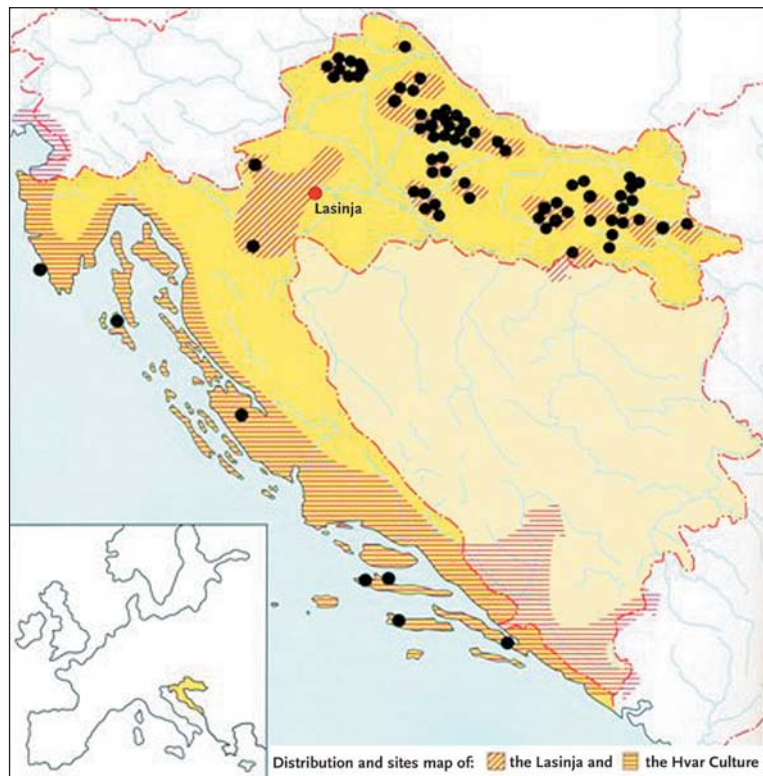 Lasinja
Distribution and sites map of: the Lasinja and the Hvar Culture